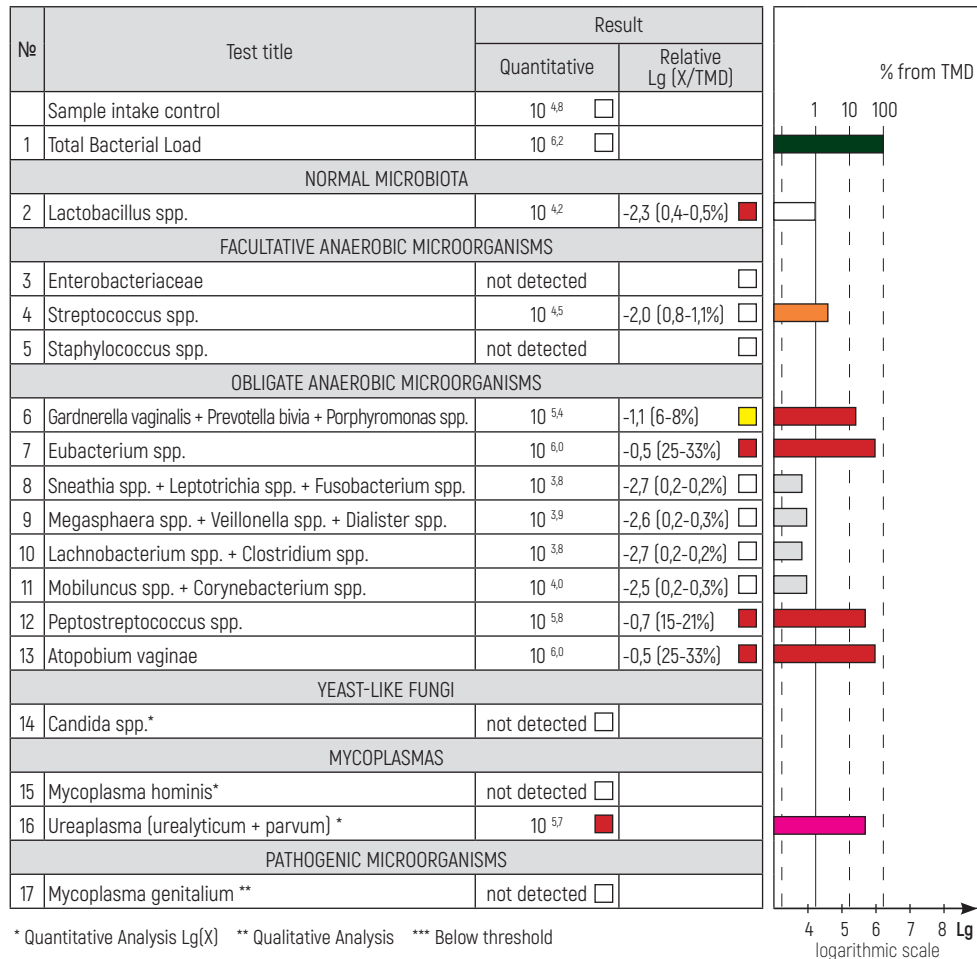 № Test title Result
Quantitative Relative Lg (X/TMD)
% from TMD
1 10 100
Sample intake control 10 4,8
1 Total Bacterial Load 10 6,2
NORMAL MICROBIOTA
2 Lactobacillus spp. 10 4,2 -2,3 (0,4-0,5%)
FACULTATIVE ANAEROBIC MICROORGANISMS
3 Enterobacteriaceae not detected
4 Streptococcus spp. 10 4,5 -2,0 (0,8-1,1%)
5 Staphylococcus spp. not detected
OBLIGATE ANAEROBIC MICROORGANISMS
6 Gardnerella vaginalis + Prevotella bivia + Porphyromonas spp. 10 5,4 -1,1 (6-8%)
7 Eubacterium spp. 10 6,0 -0,5 (25-33%)
8 Sneathia spp. + Leptotrichia spp. + Fusobacterium spp. 10 3,8 -2,7 (0,2-0,2%)
9 Megasphaera spp. + Veillonella spp. + Dialister spp. 10 3,9 -2,6 (0,2-0,3%)
10 Lachnobacterium spp. + Clostridium spp. 10 3,8 -2,7 (0,2-0,2%)
11 Mobiluncus spp. + Corynebacterium spp. 10 4,0 -2,5 (0,2-0,3%)
12 Peptostreptococcus spp. 10 5,8 -0,7 (15-21%)
13 Atopobium vaginae 10 6,0 -0,5 (25-33%)
YEAST-LIKE FUNGI
14 Candida spp.* not detected
MYCOPLASMAS
15 Mycoplasma hominis* not detected
16 Ureaplasma (urealyticum + parvum) * 10 5,7
PATHOGENIC MICROORGANISMS
17 Mycoplasma genitalium ** not detected
4 5 6 7 8 Lg
logarithmic scale
* Quantitative Analysis Lg(X) ** Qualitative Analysis *** Below threshold